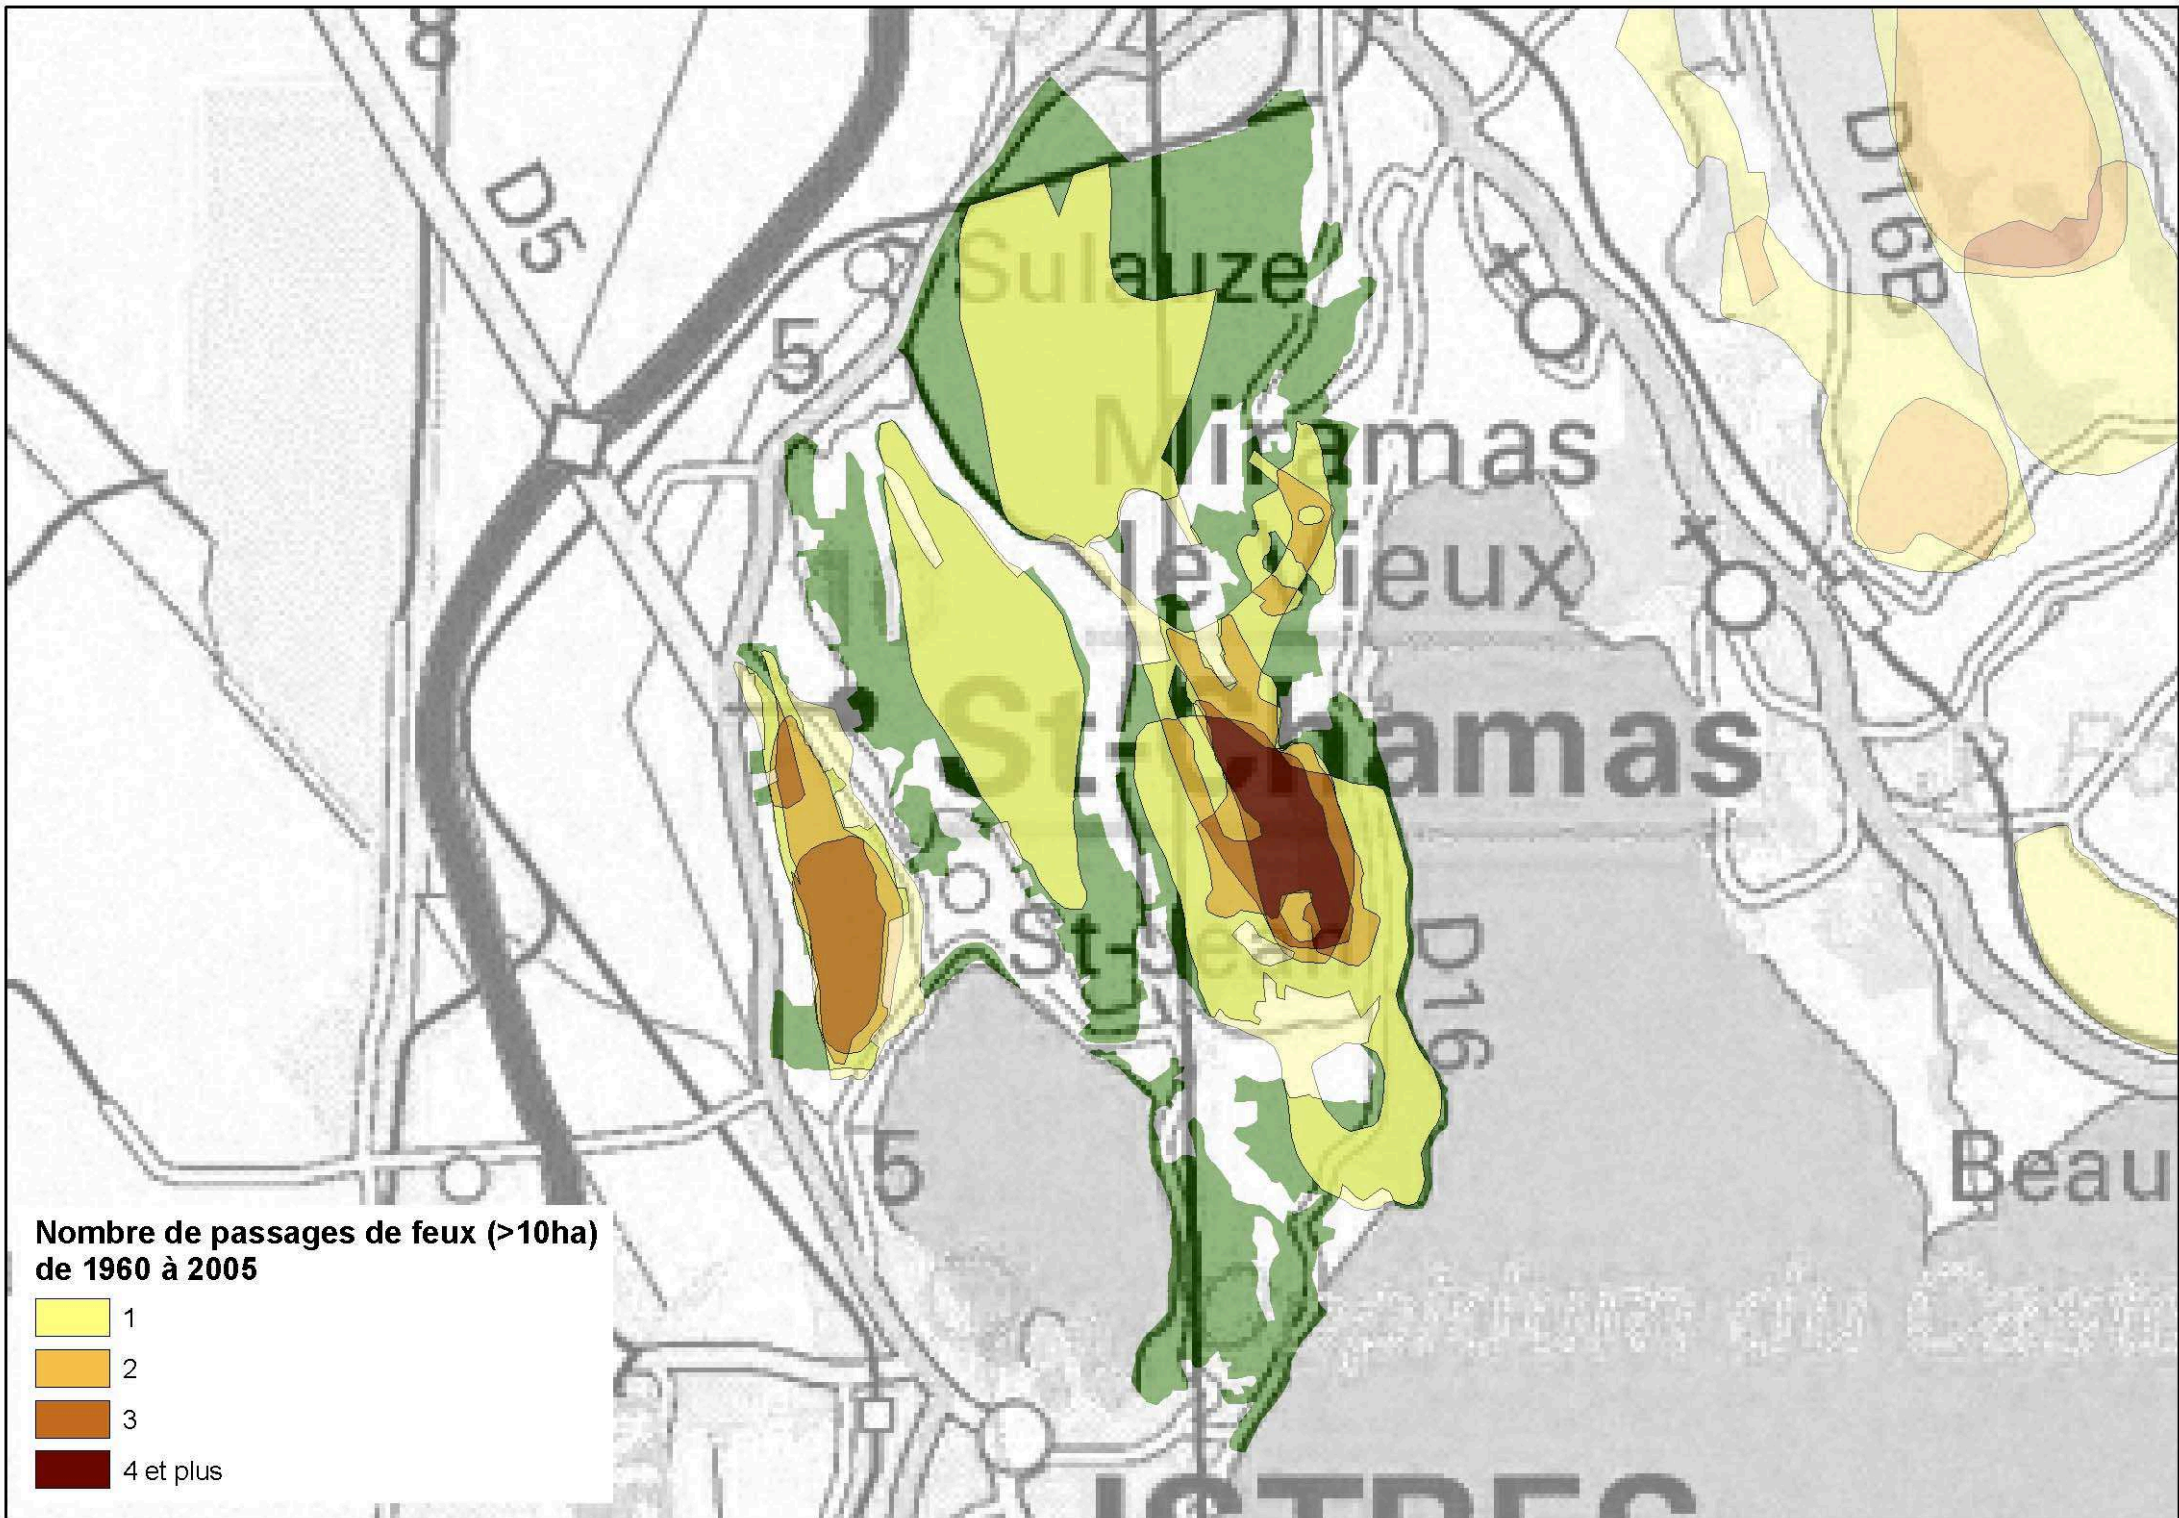 D5
D16B
Sulauze
5
Miramas
le Vieux
St-Chamas
St-Jean
D16
5
Beau
ISTRES
Nombre de passages de feux (>10ha)
de 1960 à 2005
1
2
3
4 et plus